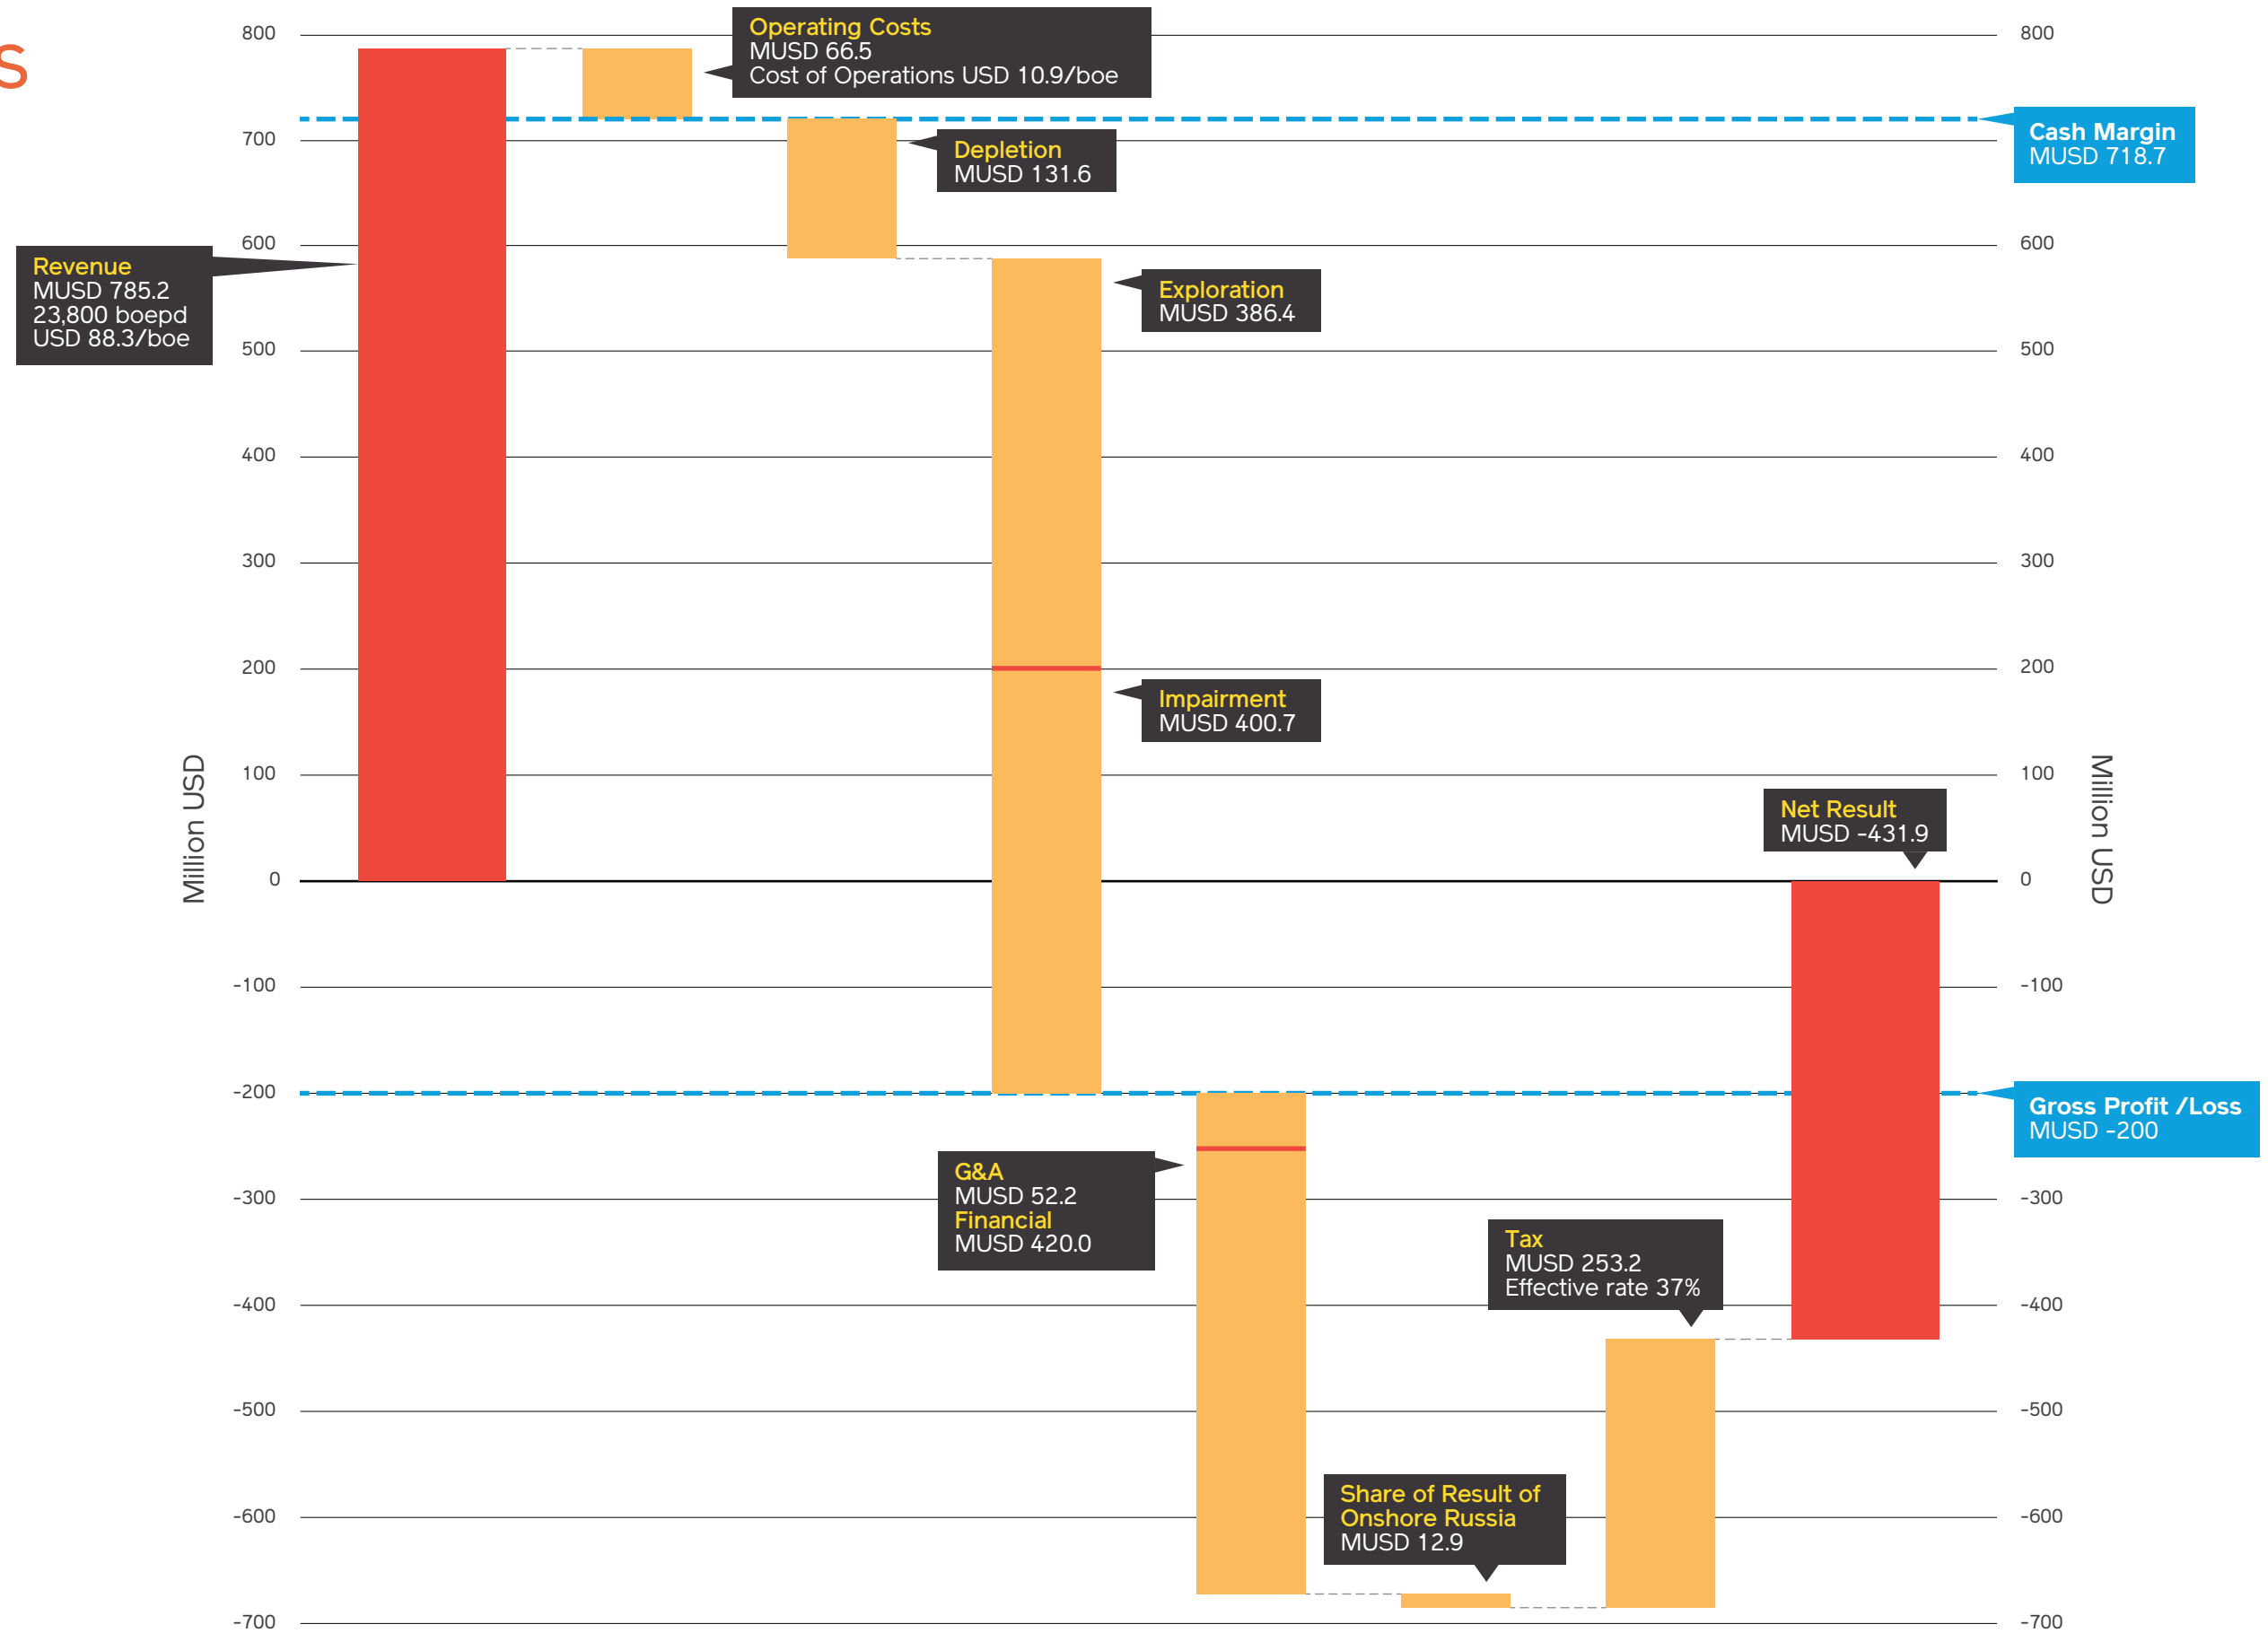 s
800
700
600
500
400
300
200
100
0
-100
-200
-300
-400
-500
-600
-700
Million USD
Revenue
MUSD 785.2
23,800 boepd
USD 88.3/boe
Operating Costs
MUSD 66.5
Cost of Operations USD 10.9/boe
Depletion
MUSD 131.6
Exploration
MUSD 386.4
Impairment
MUSD 400.7
G&A
MUSD 52.2
Financial
MUSD 420.0
Share of Result of
Onshore Russia
MUSD 12.9
Tax
MUSD 253.2
Effective rate 37%
Net Result
MUSD -431.9
800
Cash Margin
MUSD 718.7
600
500
400
300
200
100
0
-100
Gross Profit /Loss
MUSD -200
-300
-400
-500
-600
-700
Million USD